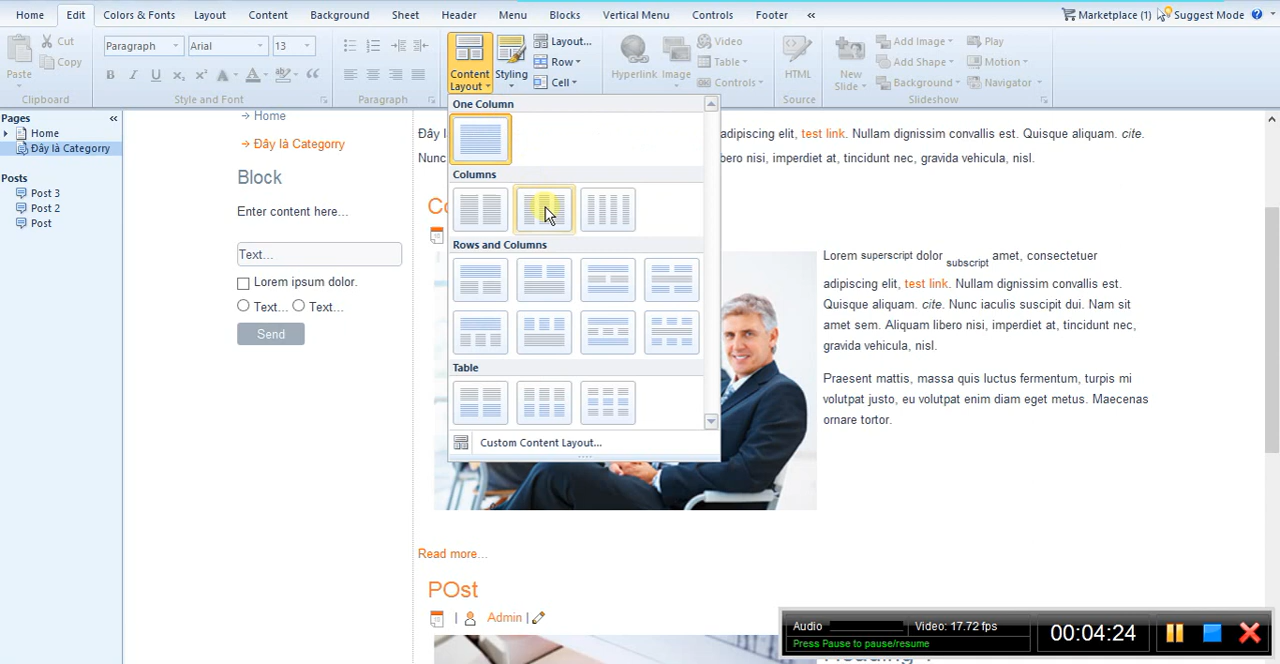 Home Edit Colors & Fonts Layout Content Background Sheet Header Menu Blocks Vertical Menu Controls Footer « Marketplace (1) Suggest Mode
Paste Cut Copy Clipboard
Paragraph Arial 13
B I U X₂ X² A A ab
Style and Font
Paragraph
Content Layout Styling Layout... Row Cell
Hyperlink Image Video Table Controls
HTML
Source
New Slide Add Image Add Shape Background Play Motion Navigator
Slideshow
Pages «
Home
Đây là Categorry
Posts
Post 3
Post 2
Post
→ Home
→ Đây là Categorry
Block
Enter content here...
Text...
Lorem ipsum dolor.
Text... Text...
Send
One Column
Columns
Rows and Columns
Table
Custom Content Layout...
Đây l
adipiscing elit, test link. Nullam dignissim convallis est. Quisque aliquam. cite.
Nunc
bero nisi, imperdiet at, tincidunt nec, gravida vehicula, nisl.
Lorem superscript dolor subscript amet, consectetuer
adipiscing elit, test link. Nullam dignissim convallis est.
Quisque aliquam. cite. Nunc iaculis suscipit dui. Nam sit
amet sem. Aliquam libero nisi, imperdiet at, tincidunt nec,
gravida vehicula, nisl.
Praesent mattis, massa quis luctus fermentum, turpis mi
volutpat justo, eu volutpat enim diam eget metus. Maecenas
ornare tortor.
Read more...
POst
| Admin |
Audio Video: 17.72 fps
Press Pause to pause/resume
00:04:24